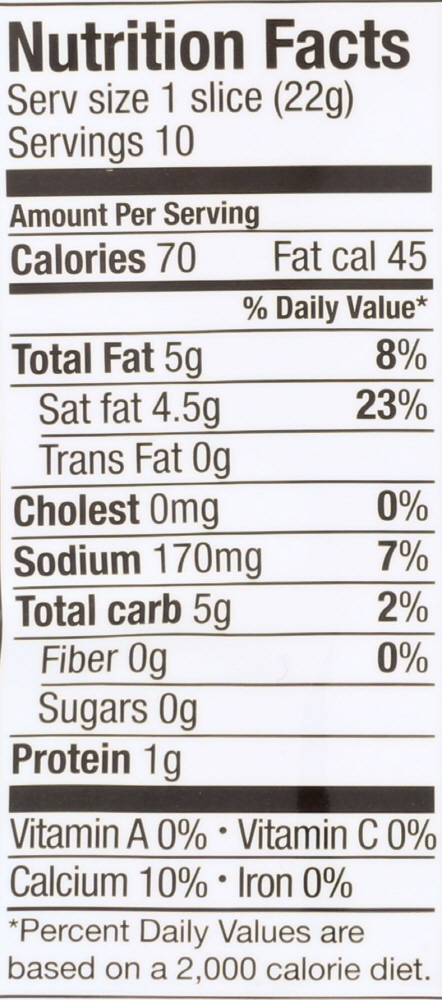 Nutrition Facts
Serv size 1 slice (22g)
Servings 10
Amount Per Serving
Calories 70 Fat cal 45
% Daily Value*
Total Fat 5g 8%
Sat fat 4.5g 23%
Trans Fat 0g
Cholest 0mg 0%
Sodium 170mg 7%
Total carb 5g 2%
Fiber 0g 0%
Sugars 0g
Protein 1g
Vitamin A 0% • Vitamin C 0%
Calcium 10% • Iron 0%
*Percent Daily Values are
based on a 2,000 calorie diet.